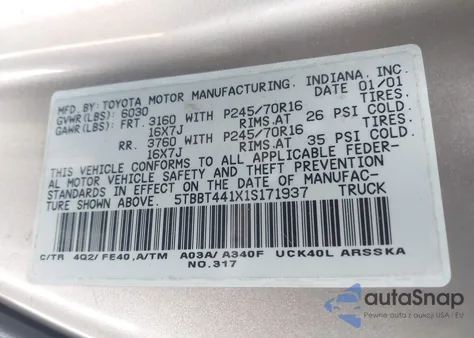 MFD. BY: TOYOTA MOTOR MANUFACTURING, INDIANA, INC.
GVWR(LBS): 6030 DATE 01/01
GAWR(LBS): FRT. 3160 WITH P245/70R16 TIRES.
16X7J RIMS.AT 26 PSI COLD.
RR. 3760 WITH P245/70R16 TIRES.
16X7J RIMS.AT 35 PSI COLD.
THIS VEHICLE CONFORMS TO ALL APPLICABLE FEDER-
AL MOTOR VEHICLE SAFETY AND THEFT PREVENTION
STANDARDS IN EFFECT ON THE DATE OF MANUFAC-
TURE SHOWN ABOVE. 5TBBT441X1S171937 TRUCK
C/TR 4Q2/ FE40,A/TM A03A/ A340F UCK40L ARSSKA
NO.317
autoSnap
Pewne auta z aukcji USA i EU